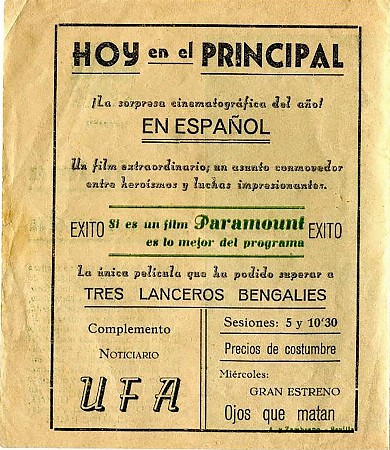 HOY en el PRINCIPAL
¡La sorpresa cinematográfica del año!
EN ESPAÑOL
Un film extraordinario; un asunto conmovedor
entre heroísmos y luchas impresionantes.
EXITO Si es un film Paramount EXITO
es lo mejor del programa
La única película que ha podido superar a
TRES LANCEROS BENGALIES
Complemento
NOTICIARIO
UFA
Sesiones: 5 y 10'30
Precios de costumbre
Miércoles:
GRAN ESTRENO
Ojos que matan